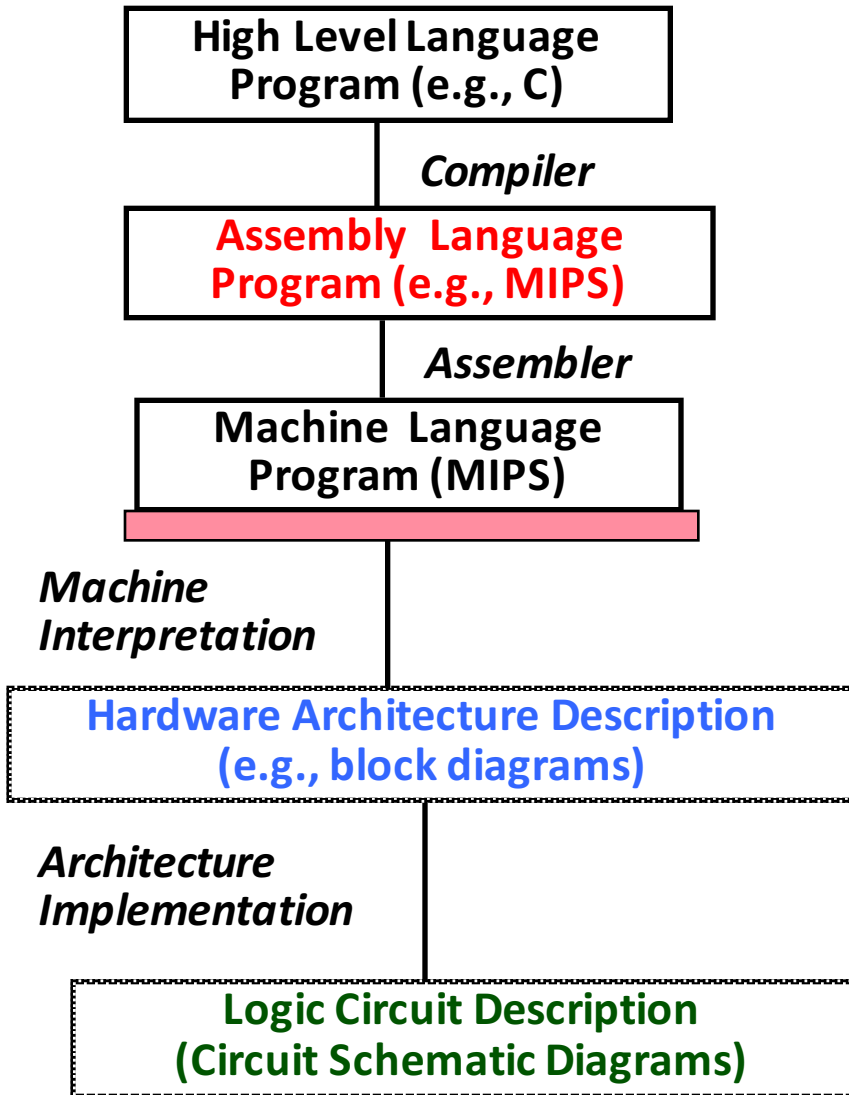 High Level Language
Program (e.g., C)
Compiler
Assembly Language
Program (e.g., MIPS)
Assembler
Machine Language
Program (MIPS)
Machine
Interpretation
Hardware Architecture Description
(e.g., block diagrams)
Architecture
Implementation
Logic Circuit Description
(Circuit Schematic Diagrams)